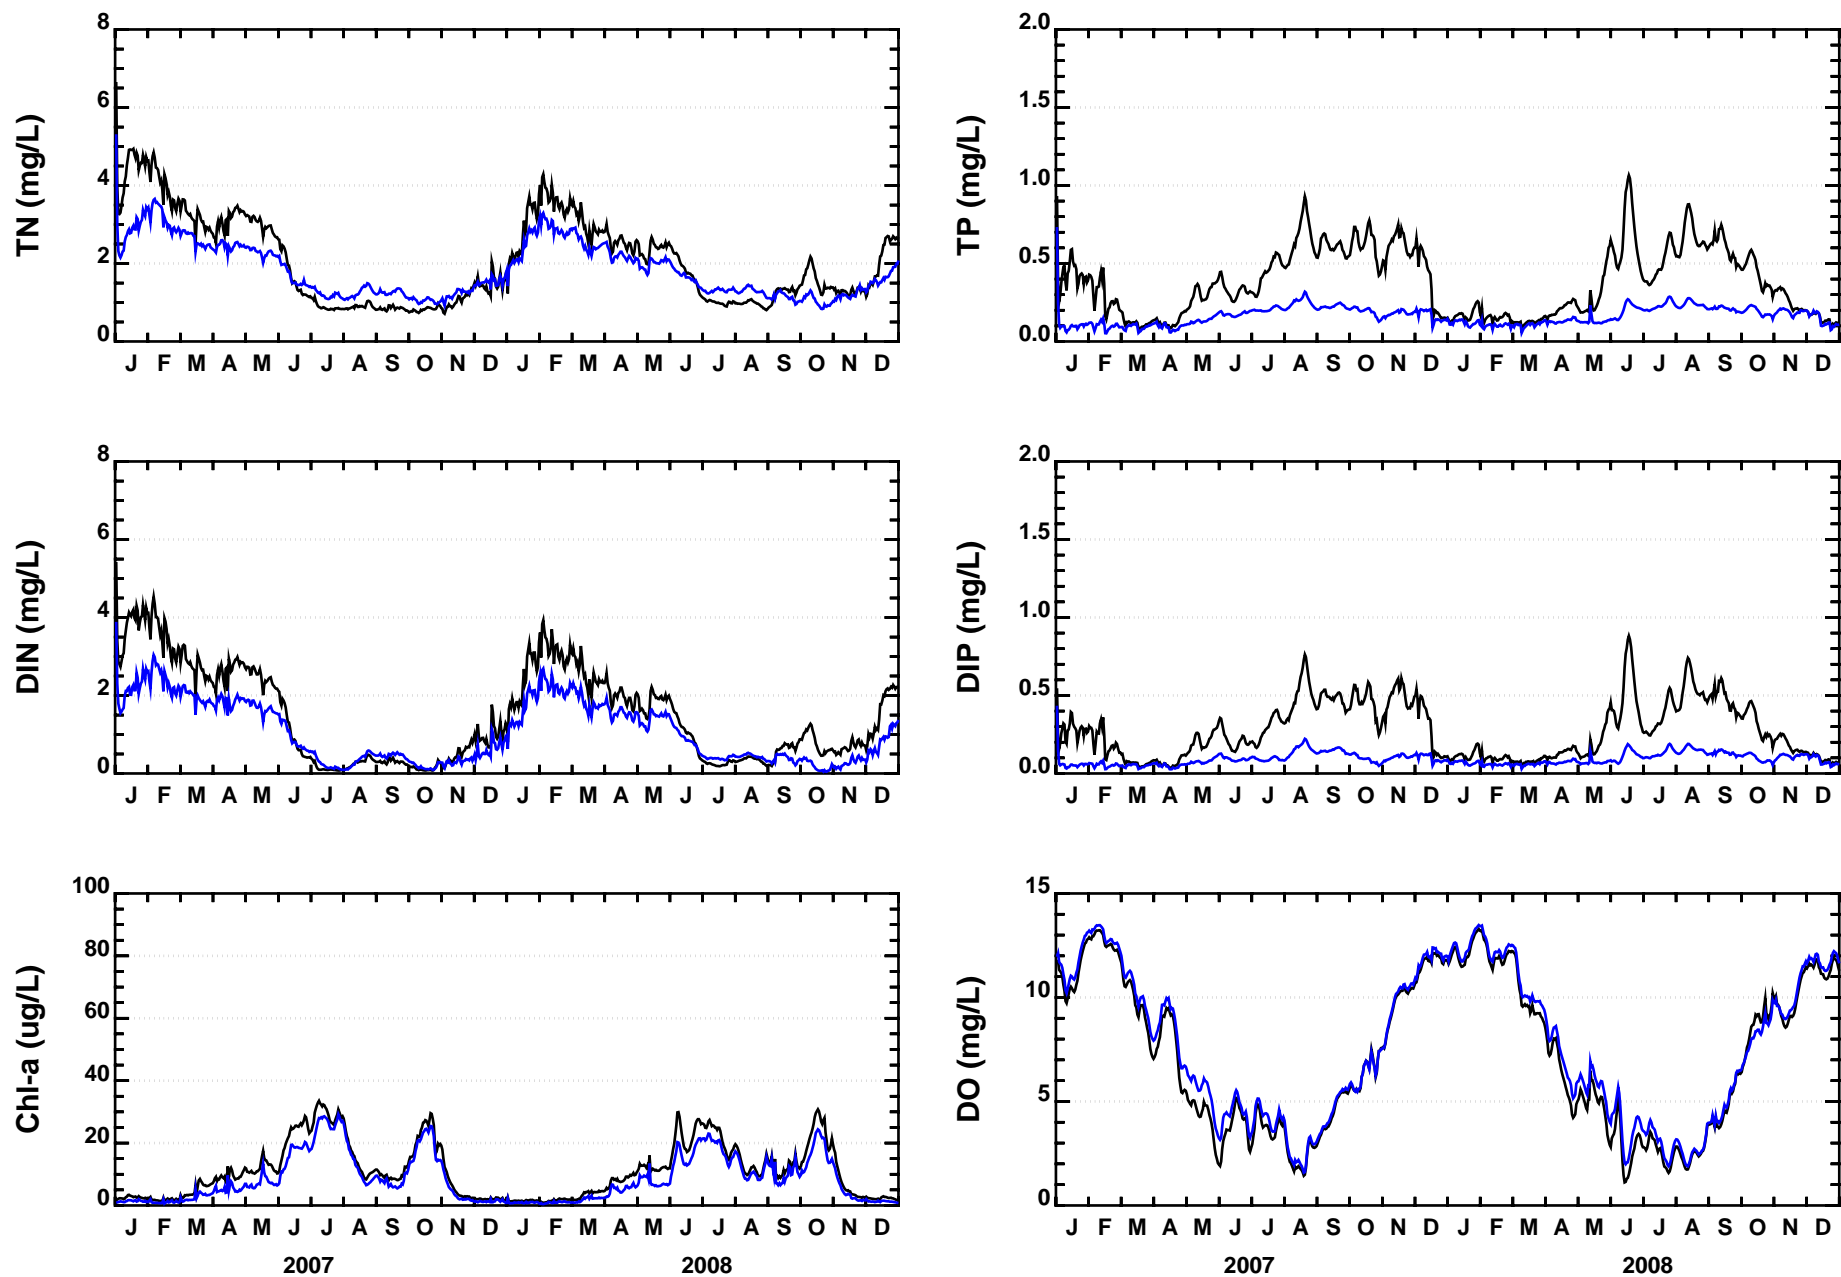 TN (mg/L)
8
6
4
2
0
J F M A M J J A S O N D J F M A M J J A S O N D
TP (mg/L)
2.0
1.5
1.0
0.5
0.0
J F M A M J J A S O N D J F M A M J J A S O N D
DIN (mg/L)
8
6
4
2
0
J F M A M J J A S O N D J F M A M J J A S O N D
DIP (mg/L)
2.0
1.5
1.0
0.5
0.0
J F M A M J J A S O N D J F M A M J J A S O N D
Chl-a (ug/L)
100
80
60
40
20
0
J F M A M J J A S O N D J F M A M J J A S O N D
2007 2008
DO (mg/L)
15
10
5
0
J F M A M J J A S O N D J F M A M J J A S O N D
2007 2008